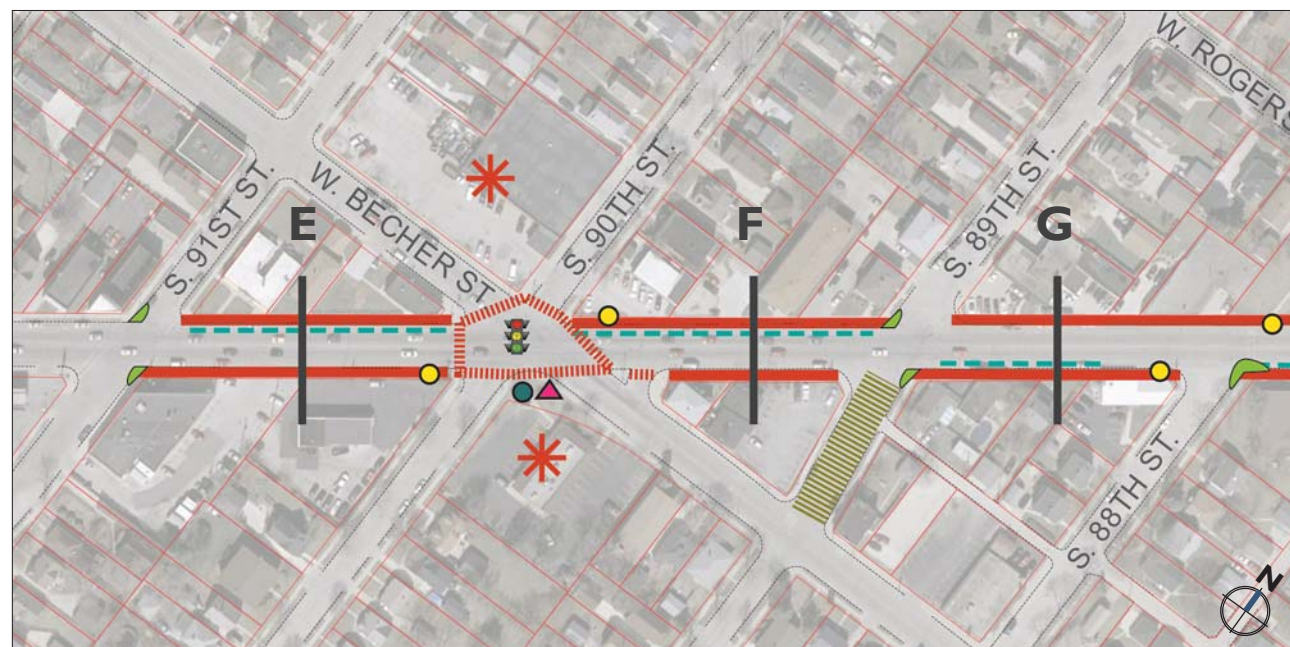 W. ROGERS
S. 91ST ST.
W. BECHER ST.
S. 90TH ST.
S. 89TH ST.
E
F
G
S. 88TH ST.
N